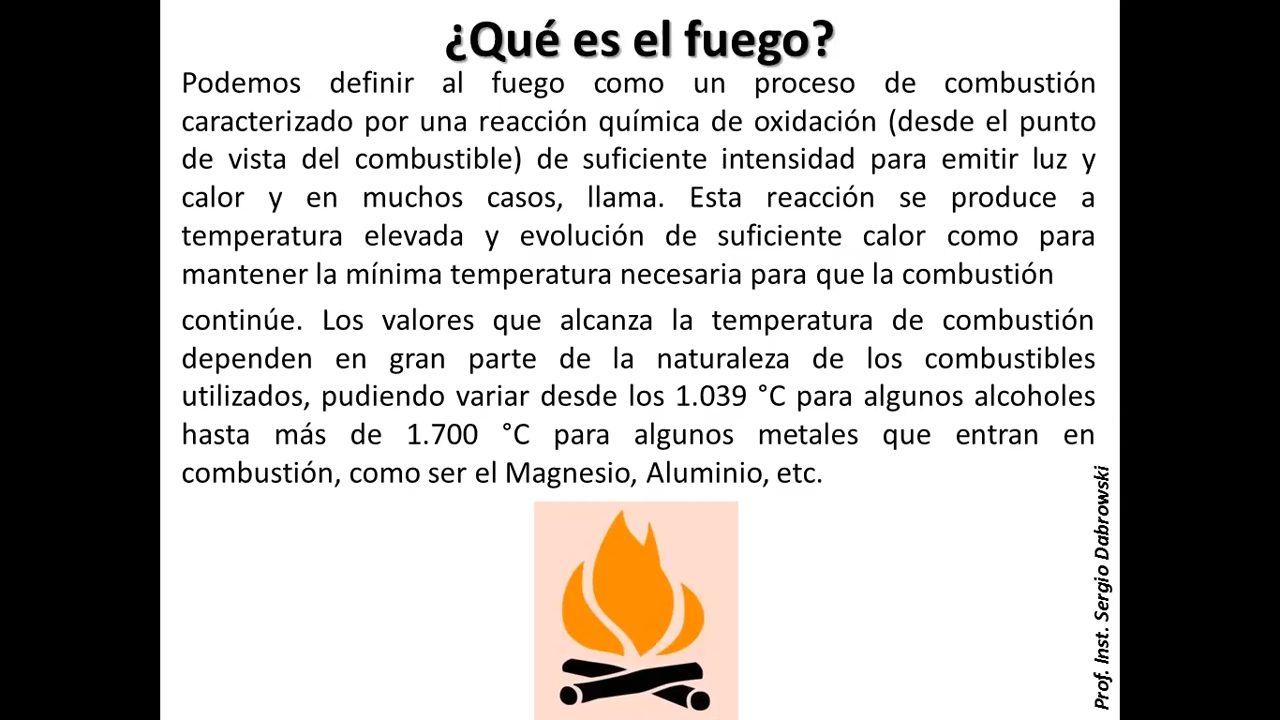 ¿Qué es el fuego?
Podemos definir al fuego como un proceso de combustión
caracterizado por una reacción química de oxidación (desde el punto
de vista del combustible) de suficiente intensidad para emitir luz y
calor y en muchos casos, llama. Esta reacción se produce a
temperatura elevada y evolución de suficiente calor como para
mantener la mínima temperatura necesaria para que la combustión
continúe. Los valores que alcanza la temperatura de combustión
dependen en gran parte de la naturaleza de los combustibles
utilizados, pudiendo variar desde los 1.039 °C para algunos alcoholes
hasta más de 1.700 °C para algunos metales que entran en
combustión, como ser el Magnesio, Aluminio, etc.
Prof. Inst. Sergio Dabrowski